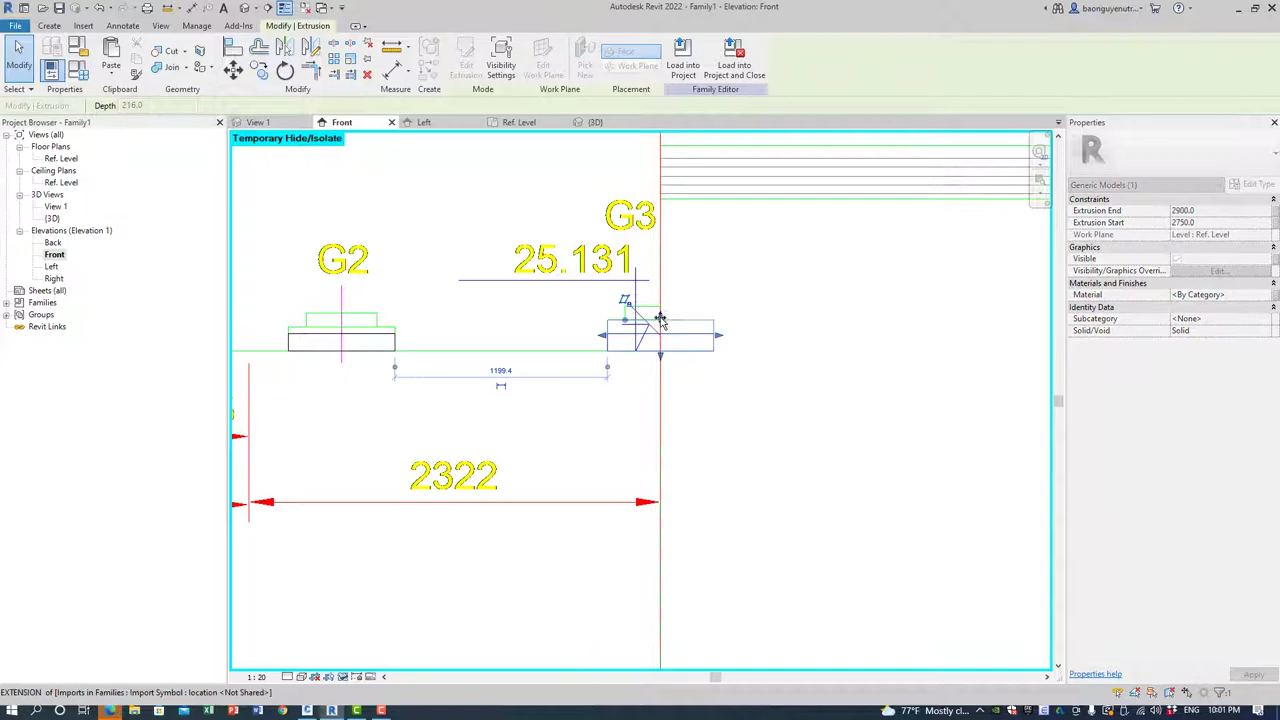 Autodesk Revit 2022 - Family1 - Elevation: Front
baonguyenutr...
File Create Insert Annotate View Manage Add-Ins Modify | Extrusion
Modify
Paste
Cut
Join
Edit Extrusion
Visibility Settings
Pick New
Face
Work Plane
Load into Project
Load into Project and Close
Select Properties Clipboard Geometry Modify Measure Create Mode Work Plane Placement Family Editor
Modify | Extrusion Depth 216.0
Project Browser - Family1
View 1 Front Left Ref. Level {3D}
Properties
Views (all)
Floor Plans
Ref. Level
Ceiling Plans
Ref. Level
3D Views
View 1
{3D}
Elevations (Elevation 1)
Back
Front
Left
Right
Sheets (all)
Families
Groups
Revit Links
Temporary Hide/Isolate
G3
G2
25.131
1199.4
2322
Generic Models (1)
Edit Type
Constraints
Extrusion End 2900.0
Extrusion Start 2750.0
Work Plane Level : Ref. Level
Graphics
Visible
Visibility/Graphics Overri... Edit...
Materials and Finishes
Material <By Category>
Identity Data
Subcategory <None>
Solid/Void Solid
Properties help
Apply
1 : 20
EXTENSION of [Imports in Families : Import Symbol : location <Not Shared>]
:1
77°F Mostly cl...
ENG
10:01 PM